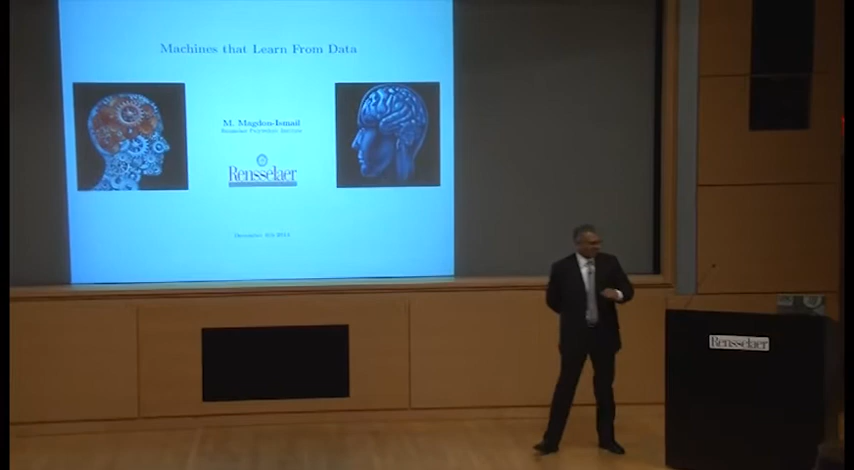 Machines that Learn From Data
M. Magdon-Ismail
Rensselaer Polytechnic Institute
Rensselaer
Rensselaer